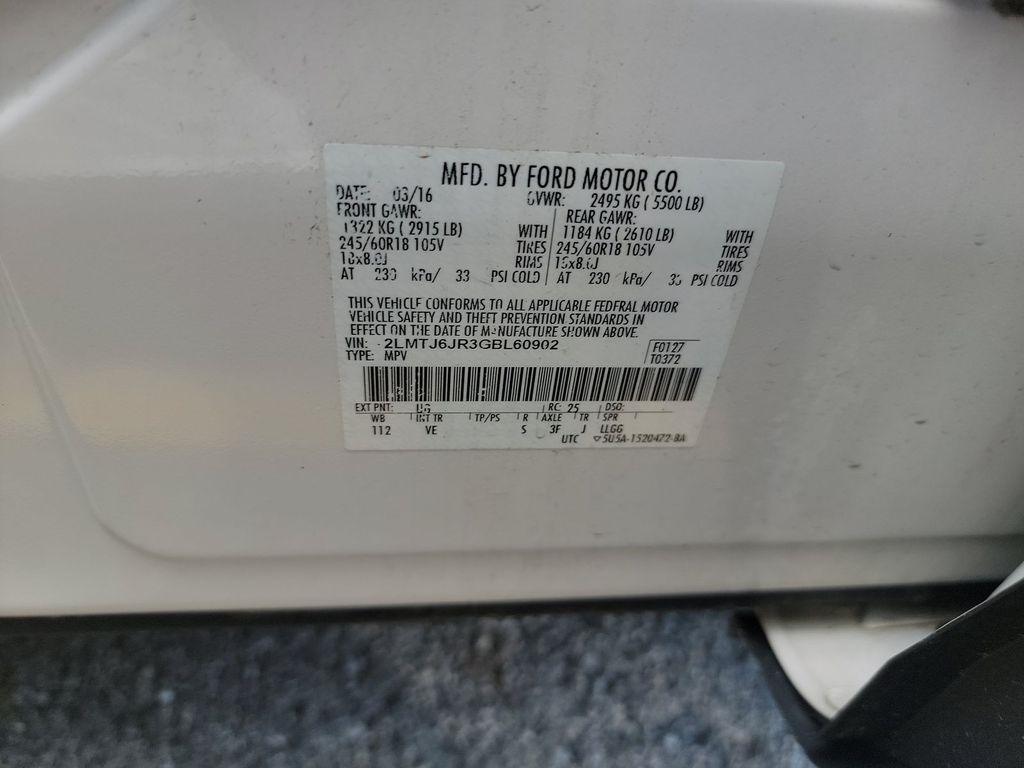 MFD. BY FORD MOTOR CO.
DATE: 03/16 GVWR: 2495 KG ( 5500 LB)
FRONT GAWR: REAR GAWR:
1322 KG ( 2915 LB) WITH 1184 KG ( 2610 LB) WITH
245/60R18 105V TIRES 245/60R18 105V TIRES
18x8.0J RIMS 18x8.0J RIMS
AT 230 kPa/ 33 PSI COLD AT 230 kPa/ 33 PSI COLD
THIS VEHICLE CONFORMS TO ALL APPLICABLE FEDERAL MOTOR
VEHICLE SAFETY AND THEFT PREVENTION STANDARDS IN
EFFECT ON THE DATE OF MANUFACTURE SHOWN ABOVE.
VIN: 2LMTJ6JR3GBL60902 F0127
TYPE: MPV T0372
EXT PNT: UG RC: 25 DSO:
WB INT TR TP/PS R AXLE TR SPR
112 VE S 3F J LLGG
UTC 5U5A-1520472-BA